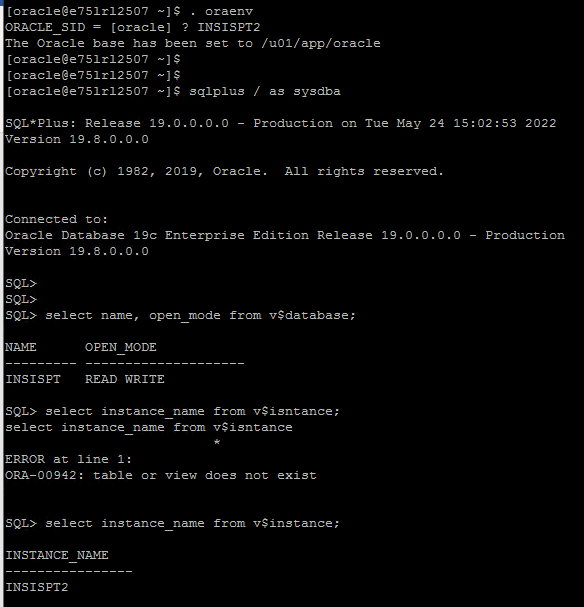 [oracle@e75lrl2507 ~]$ . oraenv
ORACLE_SID = [oracle] ? INSISPT2
The Oracle base has been set to /u01/app/oracle
[oracle@e75lrl2507 ~]$
[oracle@e75lrl2507 ~]$
[oracle@e75lrl2507 ~]$ sqlplus / as sysdba
SQL*Plus: Release 19.0.0.0.0 - Production on Tue May 24 15:02:53 2022
Version 19.8.0.0.0
Copyright (c) 1982, 2019, Oracle.  All rights reserved.
Connected to:
Oracle Database 19c Enterprise Edition Release 19.0.0.0.0 - Production
Version 19.8.0.0.0
SQL>
SQL>
SQL> select name, open_mode from v$database;
NAME      OPEN_MODE
--------- --------------------
INSISPT   READ WRITE
SQL> select instance_name from v$isntance;
select instance_name from v$isntance
                          *
ERROR at line 1:
ORA-00942: table or view does not exist
SQL> select instance_name from v$instance;
INSTANCE_NAME
----------------
INSISPT2